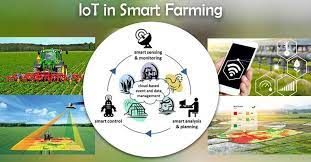 IoT in Smart Farming
smart sensing
& monitoring
cloud-based
event and data
management
smart control
smart analysis
& planning